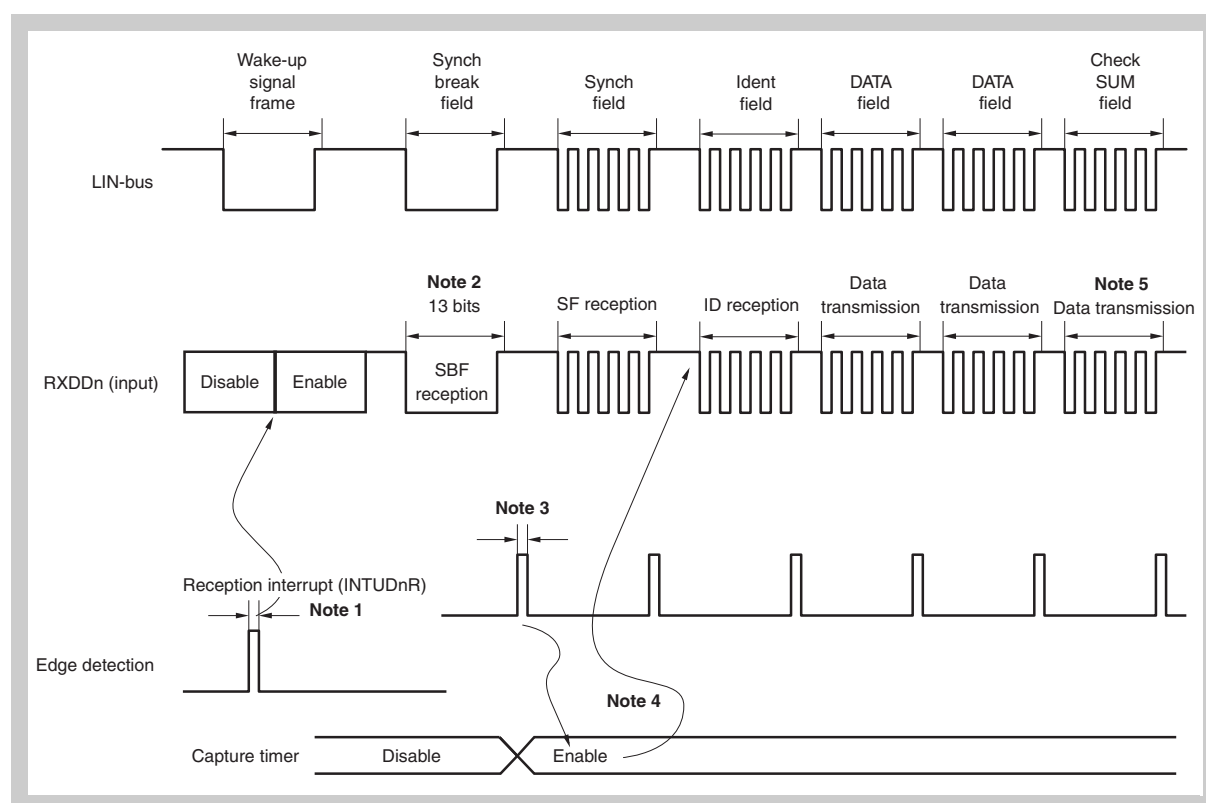 Wake-up
signal
frame
Synch
break
field
Synch
field
Ident
field
DATA
field
DATA
field
Check
SUM
field
LIN-bus
Note 2
13 bits
SF reception
ID reception
Data
transmission
Data
transmission
Note 5
Data transmission
RXDDn (input)
Disable
Enable
SBF
reception
Note 3
Reception interrupt (INTUDnR)
Note 1
Edge detection
Note 4
Capture timer
Disable
Enable